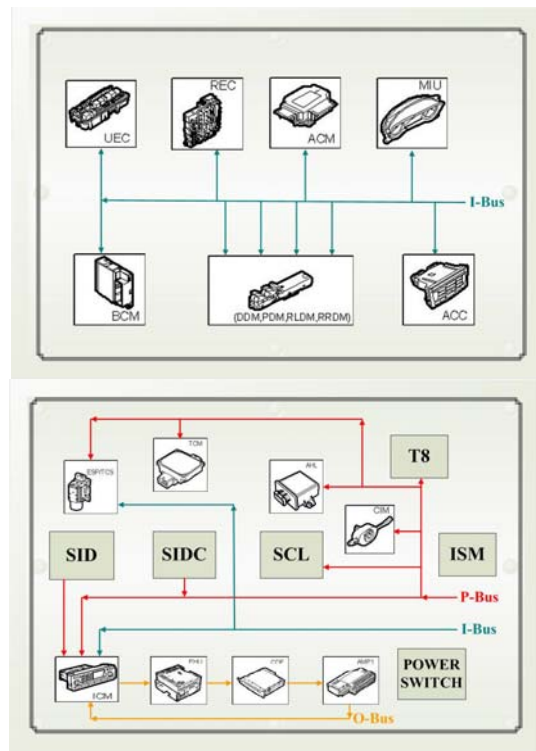 REC
MIU
UEC
ACM
I-Bus
BCM
(DDM,PDM,RLDM,RRDM)
ACC
TCM
T8
ESP/TCS
AHL
CIM
SID
SIDC
SCL
ISM
P-Bus
I-Bus
ICM
AMP1
POWER
SWITCH
O-Bus